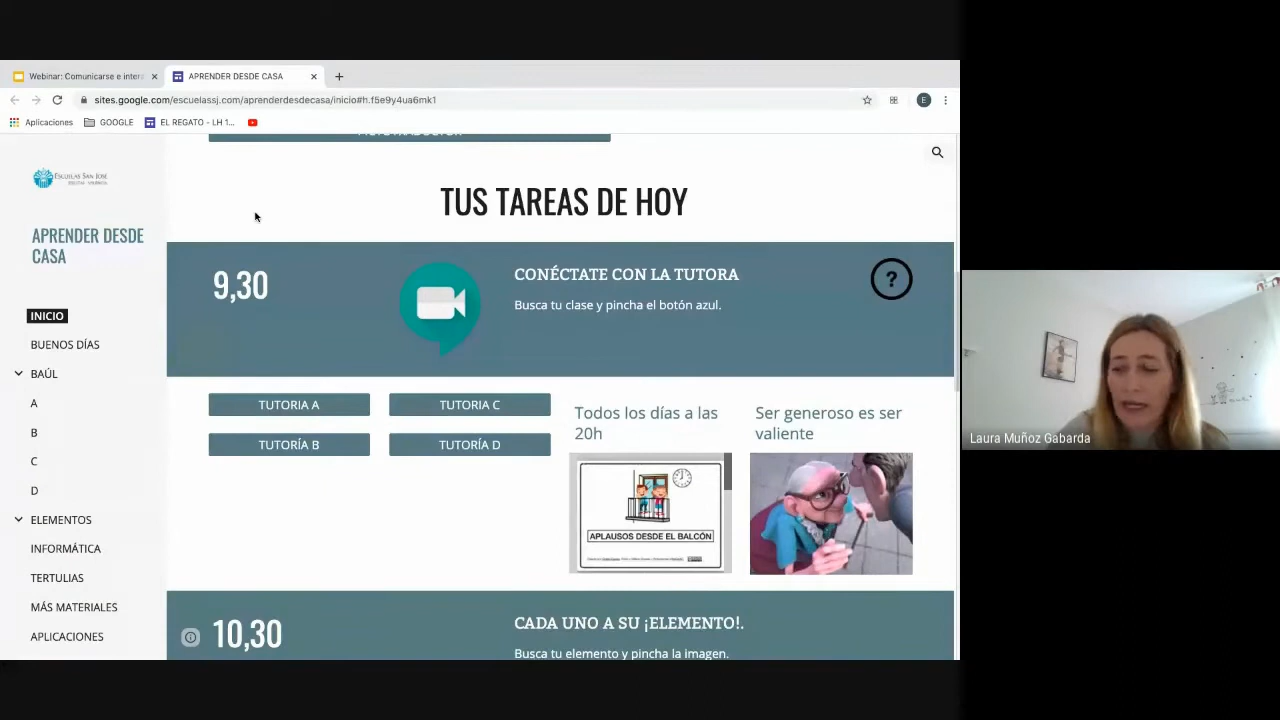 Webinar: Comunicarse e intera
APRENDER DESDE CASA
sites.google.com/escuelassj.com/aprenderdesdecasa/inicio#h.f5e9y4ua6mk1
E
Aplicaciones
GOOGLE
EL REGATO - LH 1...
ESCUELAS SAN JOSÉ
APRENDER DESDE
CASA
INICIO
BUENOS DÍAS
BAÚL
A
B
C
D
ELEMENTOS
INFORMÁTICA
TERTULIAS
MÁS MATERIALES
APLICACIONES
TUS TAREAS DE HOY
9,30
CONÉCTATE CON LA TUTORA
Busca tu clase y pincha el botón azul.
?
TUTORIA A
TUTORIA C
TUTORÍA B
TUTORÍA D
Todos los días a las
20h
APLAUSOS DESDE EL BALCÓN
Ser generoso es ser
valiente
10,30
CADA UNO A SU ¡ELEMENTO!.
Busca tu elemento y pincha la imagen.
Laura Muñoz Gabarda